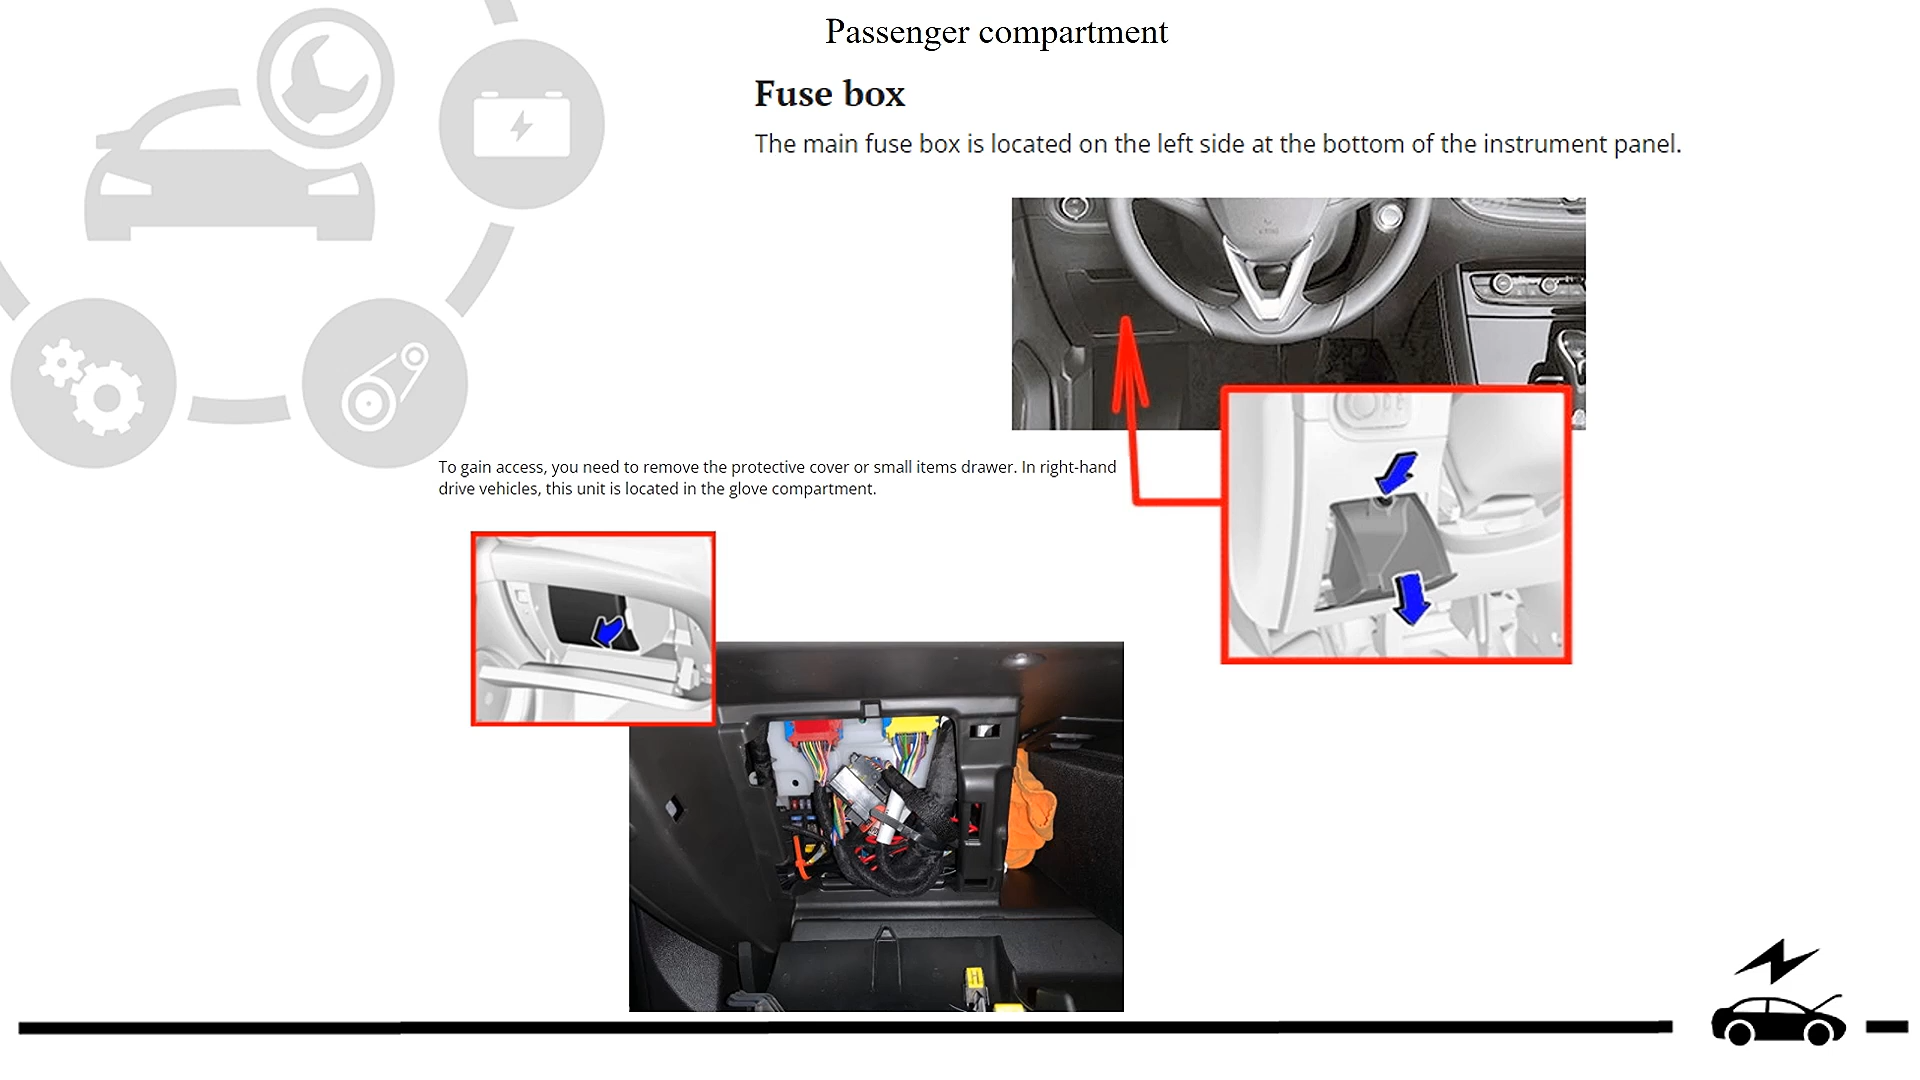 Passenger compartment
Fuse box
The main fuse box is located on the left side at the bottom of the instrument panel.
To gain access, you need to remove the protective cover or small items drawer. In right-hand
drive vehicles, this unit is located in the glove compartment.